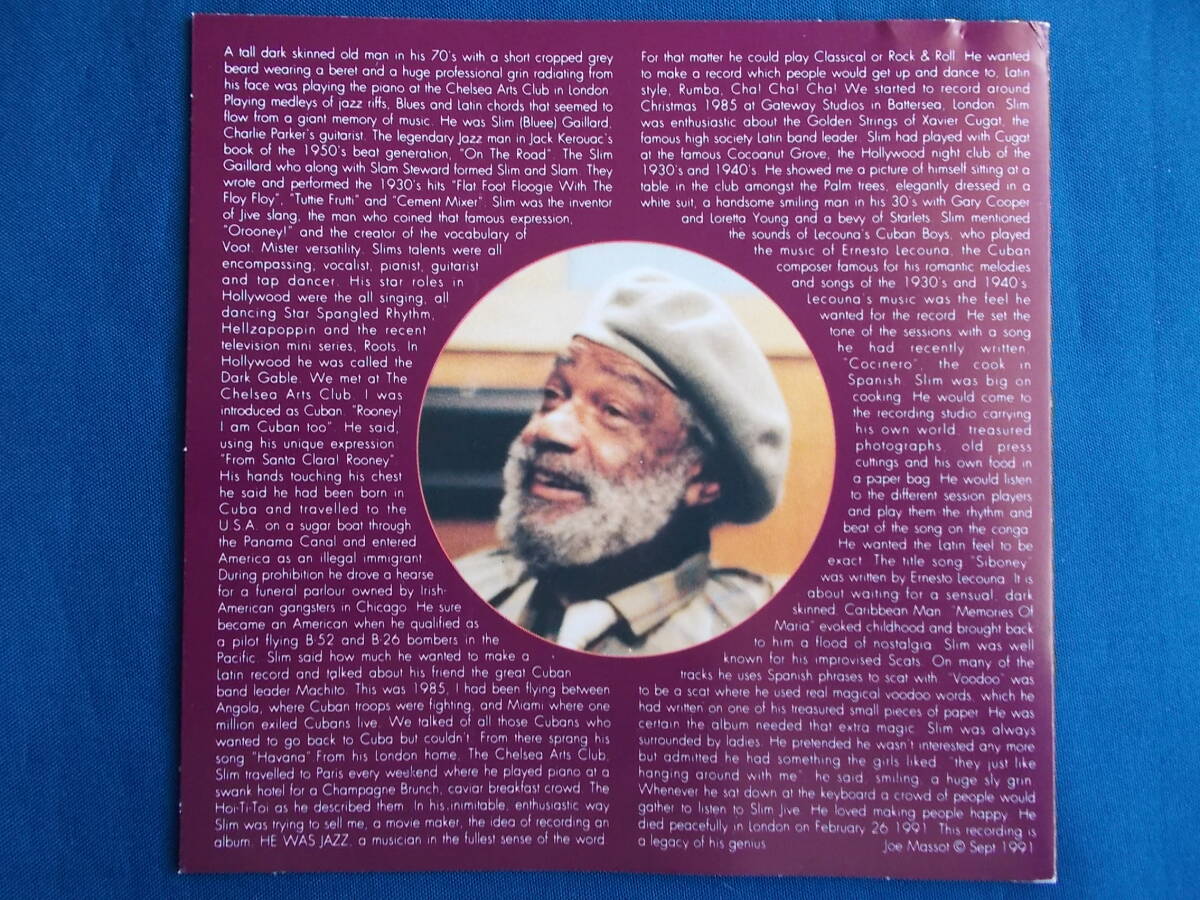 A tall dark skinned old man in his 70's with a short cropped grey
beard wearing a beret and a huge professional grin radiating from
his face was playing the piano at the Chelsea Arts Club in London.
Playing medleys of jazz riffs, Blues and Latin chords that seemed to
flow from a giant memory of music. He was Slim (Bluee) Gaillard,
Charlie Parker's guitarist. The legendary Jazz man in Jack Kerouac's
book of the 1950's beat generation, "On The Road". The Slim
Gaillard who along with Slam Steward formed Slim and Slam. They
wrote and performed the 1930's hits "Flat Foot Floogie With The
Floy Floy", "Tuttie Frutti" and "Cement Mixer". Slim was the inventor
of Jive slang, the man who coined that famous expression,
"Orooney!" and the creator of the vocabulary of
Voot. Mister versatility. Slims talents were all
encompassing, vocalist, pianist, guitarist
and tap dancer. His star roles in
Hollywood were the all singing, all
dancing Star Spangled Rhythm,
Hellzapoppin and the recent
television mini series, Roots. In
Hollywood he was called the
Dark Gable. We met at The
Chelsea Arts Club. I was
introduced as Cuban. "Rooney!
I am Cuban too". He said,
using his unique expression
"From Santa Clara! Rooney".
His hands touching his chest
he said he had been born in
Cuba and travelled to the
U.S.A. on a sugar boat through
the Panama Canal and entered
America as an illegal immigrant.
During prohibition he drove a hearse
for a funeral parlour owned by Irish-
American gangsters in Chicago. He sure
became an American when he qualified as
a pilot flying B-52 and B-26 bombers in the
Pacific. Slim said how much he wanted to make a
Latin record and talked about his friend the great Cuban
band leader Machito. This was 1985, I had been flying between
Angola, where Cuban troops were fighting, and Miami where one
million exiled Cubans live. We talked of all those Cubans who
wanted to go back to Cuba but couldn't. From there sprang his
song "Havana" From his London home, The Chelsea Arts Club,
Slim travelled to Paris every weekend where he played piano at a
swank hotel for a Champagne Brunch, caviar breakfast crowd. The
Hoi-Ti-Toi as he described them. In his inimitable, enthusiastic way
Slim was trying to sell me, a movie maker, the idea of recording an
album. HE WAS JAZZ, a musician in the fullest sense of the word.
For that matter he could play Classical or Rock & Roll. He wanted
to make a record which people would get up and dance to, Latin
style, Rumba, Cha! Cha! Cha! We started to record around
Christmas 1985 at Gateway Studios in Battersea, London. Slim
was enthusiastic about the Golden Strings of Xavier Cugat, the
famous high society Latin band leader. Slim had played with Cugat
at the famous Cocoanut Grove, the Hollywood night club of the
1930's and 1940's. He showed me a picture of himself sitting at a
table in the club amongst the Palm trees, elegantly dressed in a
white suit, a handsome smiling man in his 30's with Gary Cooper
and Loretta Young and a bevy of Starlets. Slim mentioned
the sounds of Lecouna's Cuban Boys, who played
the music of Ernesto Lecouna, the Cuban
composer famous for his romantic melodies
and songs of the 1930's and 1940's.
Lecouna's music was the feel he
wanted for the record. He set the
tone of the sessions with a song
he had recently written.
"Cocinero", the cook in
Spanish. Slim was big on
cooking. He would come to
the recording studio carrying
his own world, treasured
photographs, old press
cuttings and his own food in
a paper bag. He would listen
to the different session players
and play them the rhythm and
beat of the song on the conga.
He wanted the Latin feel to be
exact. The title song "Siboney"
was written by Ernesto Lecouna. It is
about waiting for a sensual, dark
skinned, Caribbean Man. "Memories Of
Maria" evoked childhood and brought back
to him a flood of nostalgia. Slim was well
known for his improvised Scats. On many of the
tracks he uses Spanish phrases to scat with. "Voodoo" was
to be a scat where he used real magical voodoo words, which he
had written on one of his treasured small pieces of paper. He was
certain the album needed that extra magic. Slim was always
surrounded by ladies. He pretended he wasn't interested any more
but admitted he had something the girls liked, "they just like
hanging around with me", he said, smiling, a huge sly grin.
Whenever he sat down at the keyboard a crowd of people would
gather to listen to Slim Jive. He loved making people happy. He
died peacefully in London on February 26 1991. This recording is
a legacy of his genius.
Joe Massot © Sept 1991